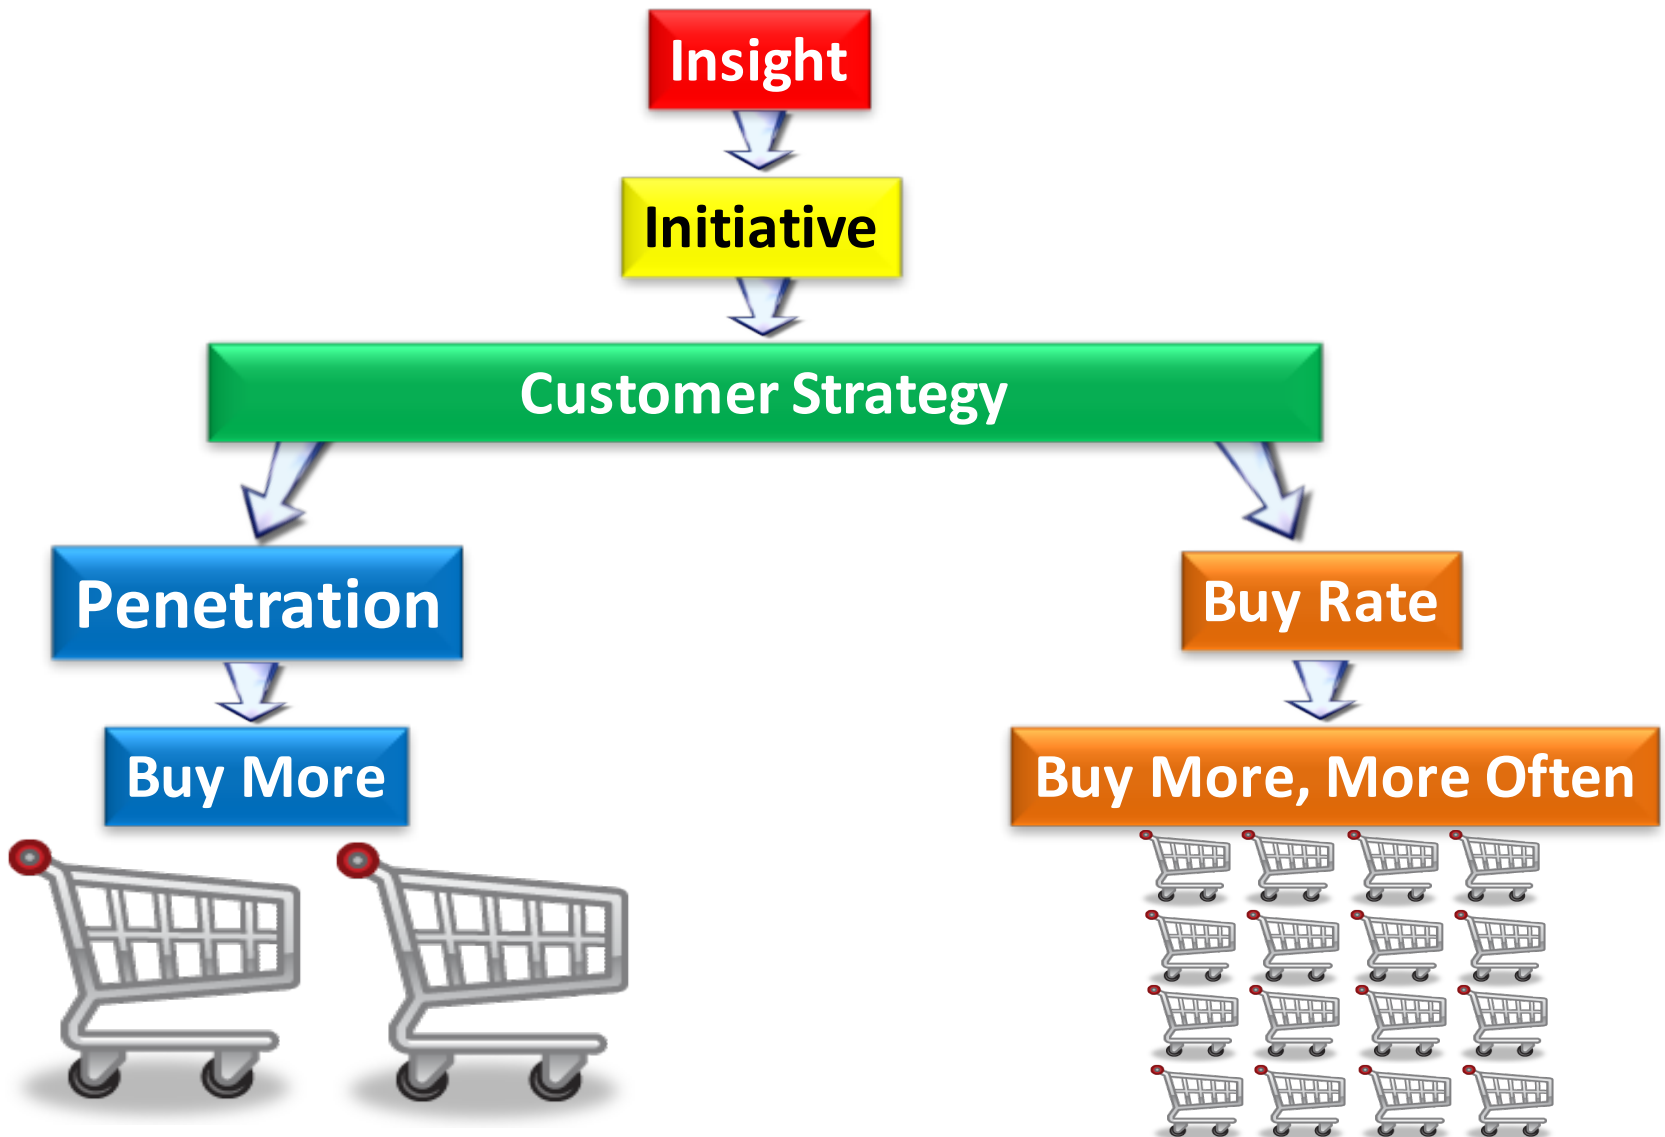 Insight
Initiative
Customer Strategy
Penetration
Buy Rate
Buy More
Buy More, More Often